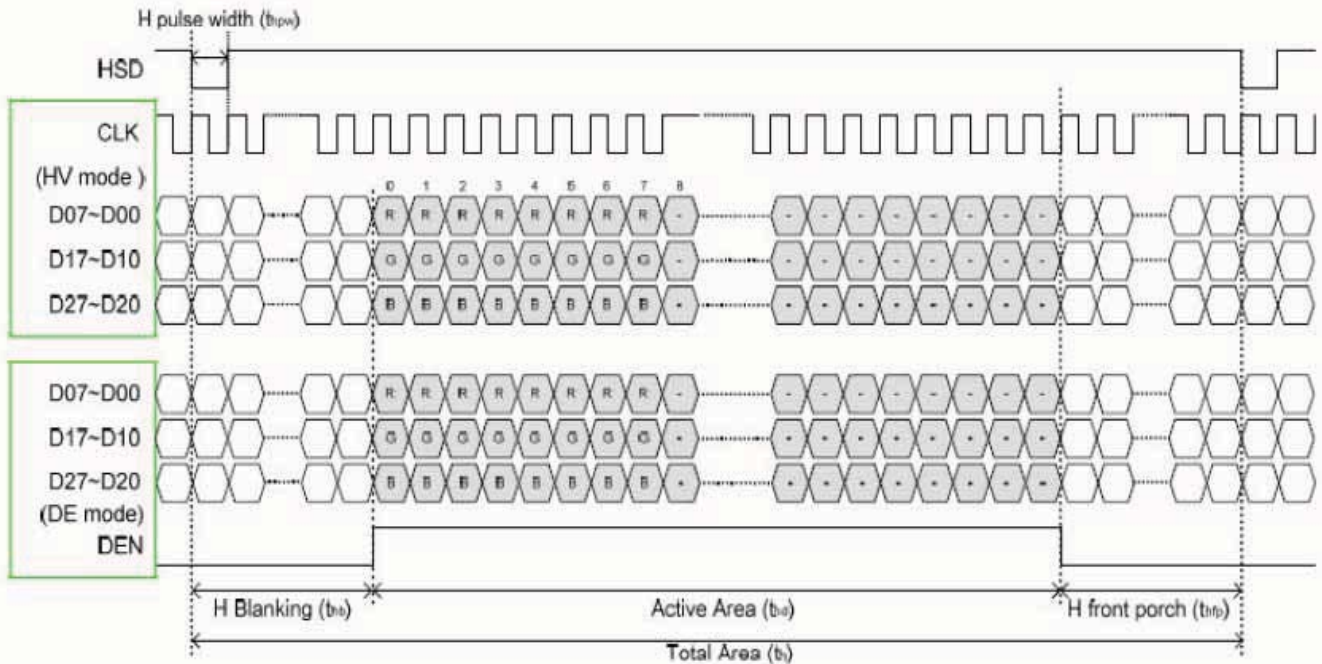 H pulse width (thpw)
HSD
CLK
(HV mode )
0 1 2 3 4 5 6 7 8
D07~D00 R R R R R R R R - - - - - - - - -
D17~D10 G G G G G G G G - - - - - - - - -
D27~D20 B B B B B B B B - - - - - - - - -
D07~D00 R R R R R R R R - - - - - - - - -
D17~D10 G G G G G G G G - - - - - - - - -
D27~D20 B B B B B B B B - - - - - - - - -
(DE mode)
DEN
H Blanking (thb) Active Area (thd) H front porch (thfp)
Total Area (th)